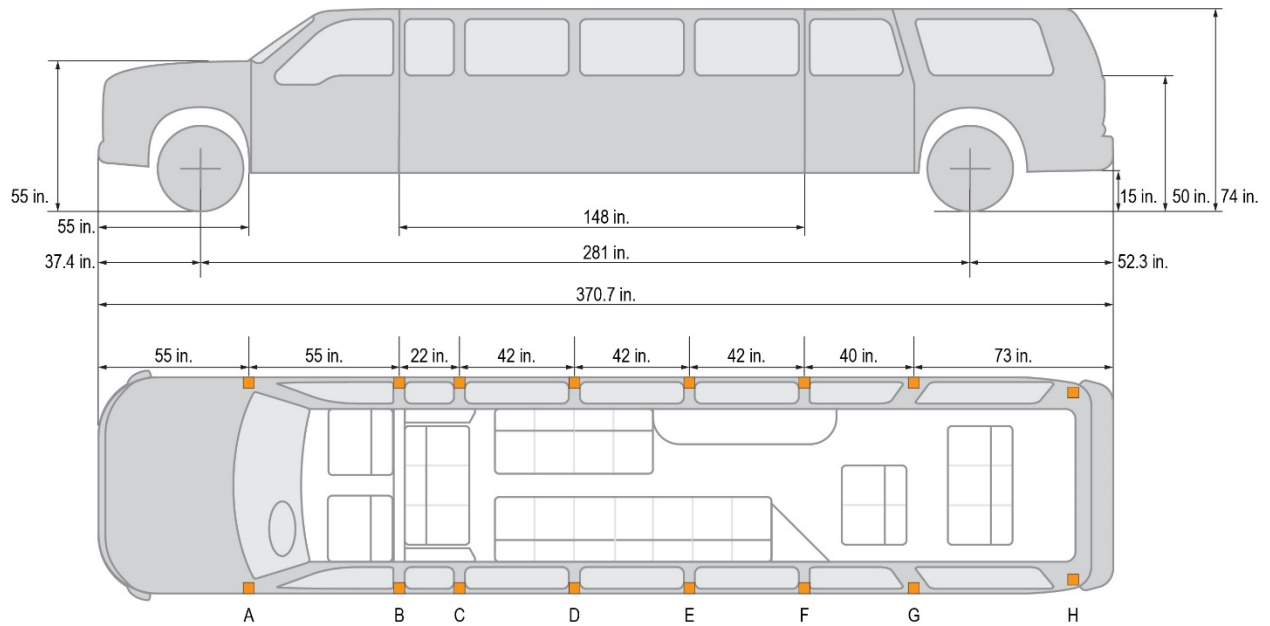 55 in.
15 in.
50 in.
74 in.
55 in.
148 in.
37.4 in.
281 in.
52.3 in.
370.7 in.
55 in.
55 in.
22 in.
42 in.
42 in.
42 in.
40 in.
73 in.
A
B
C
D
E
F
G
H